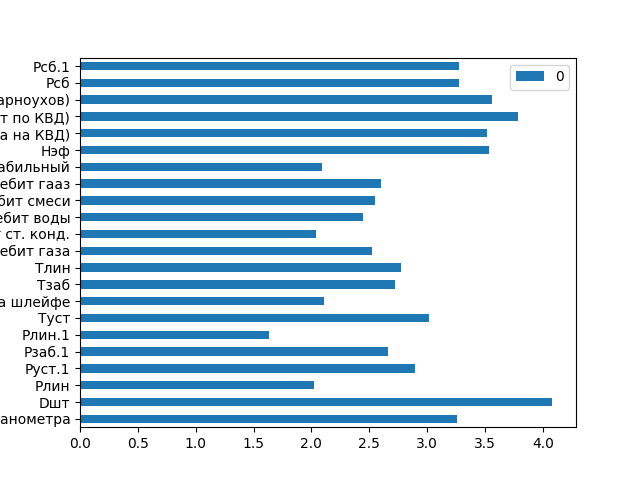 Рсб.1
Рсб
арноухов)
т по КВД)
а на КВД)
Нэф
абильный
ебит гааз
бит смеси
ебит воды
ст. конд.
ебит газа
Тлин
Тзаб
а шлейфе
Туст
Рлин.1
Рзаб.1
Руст.1
Рлин
Dшт
анометра
0
0.0 0.5 1.0 1.5 2.0 2.5 3.0 3.5 4.0